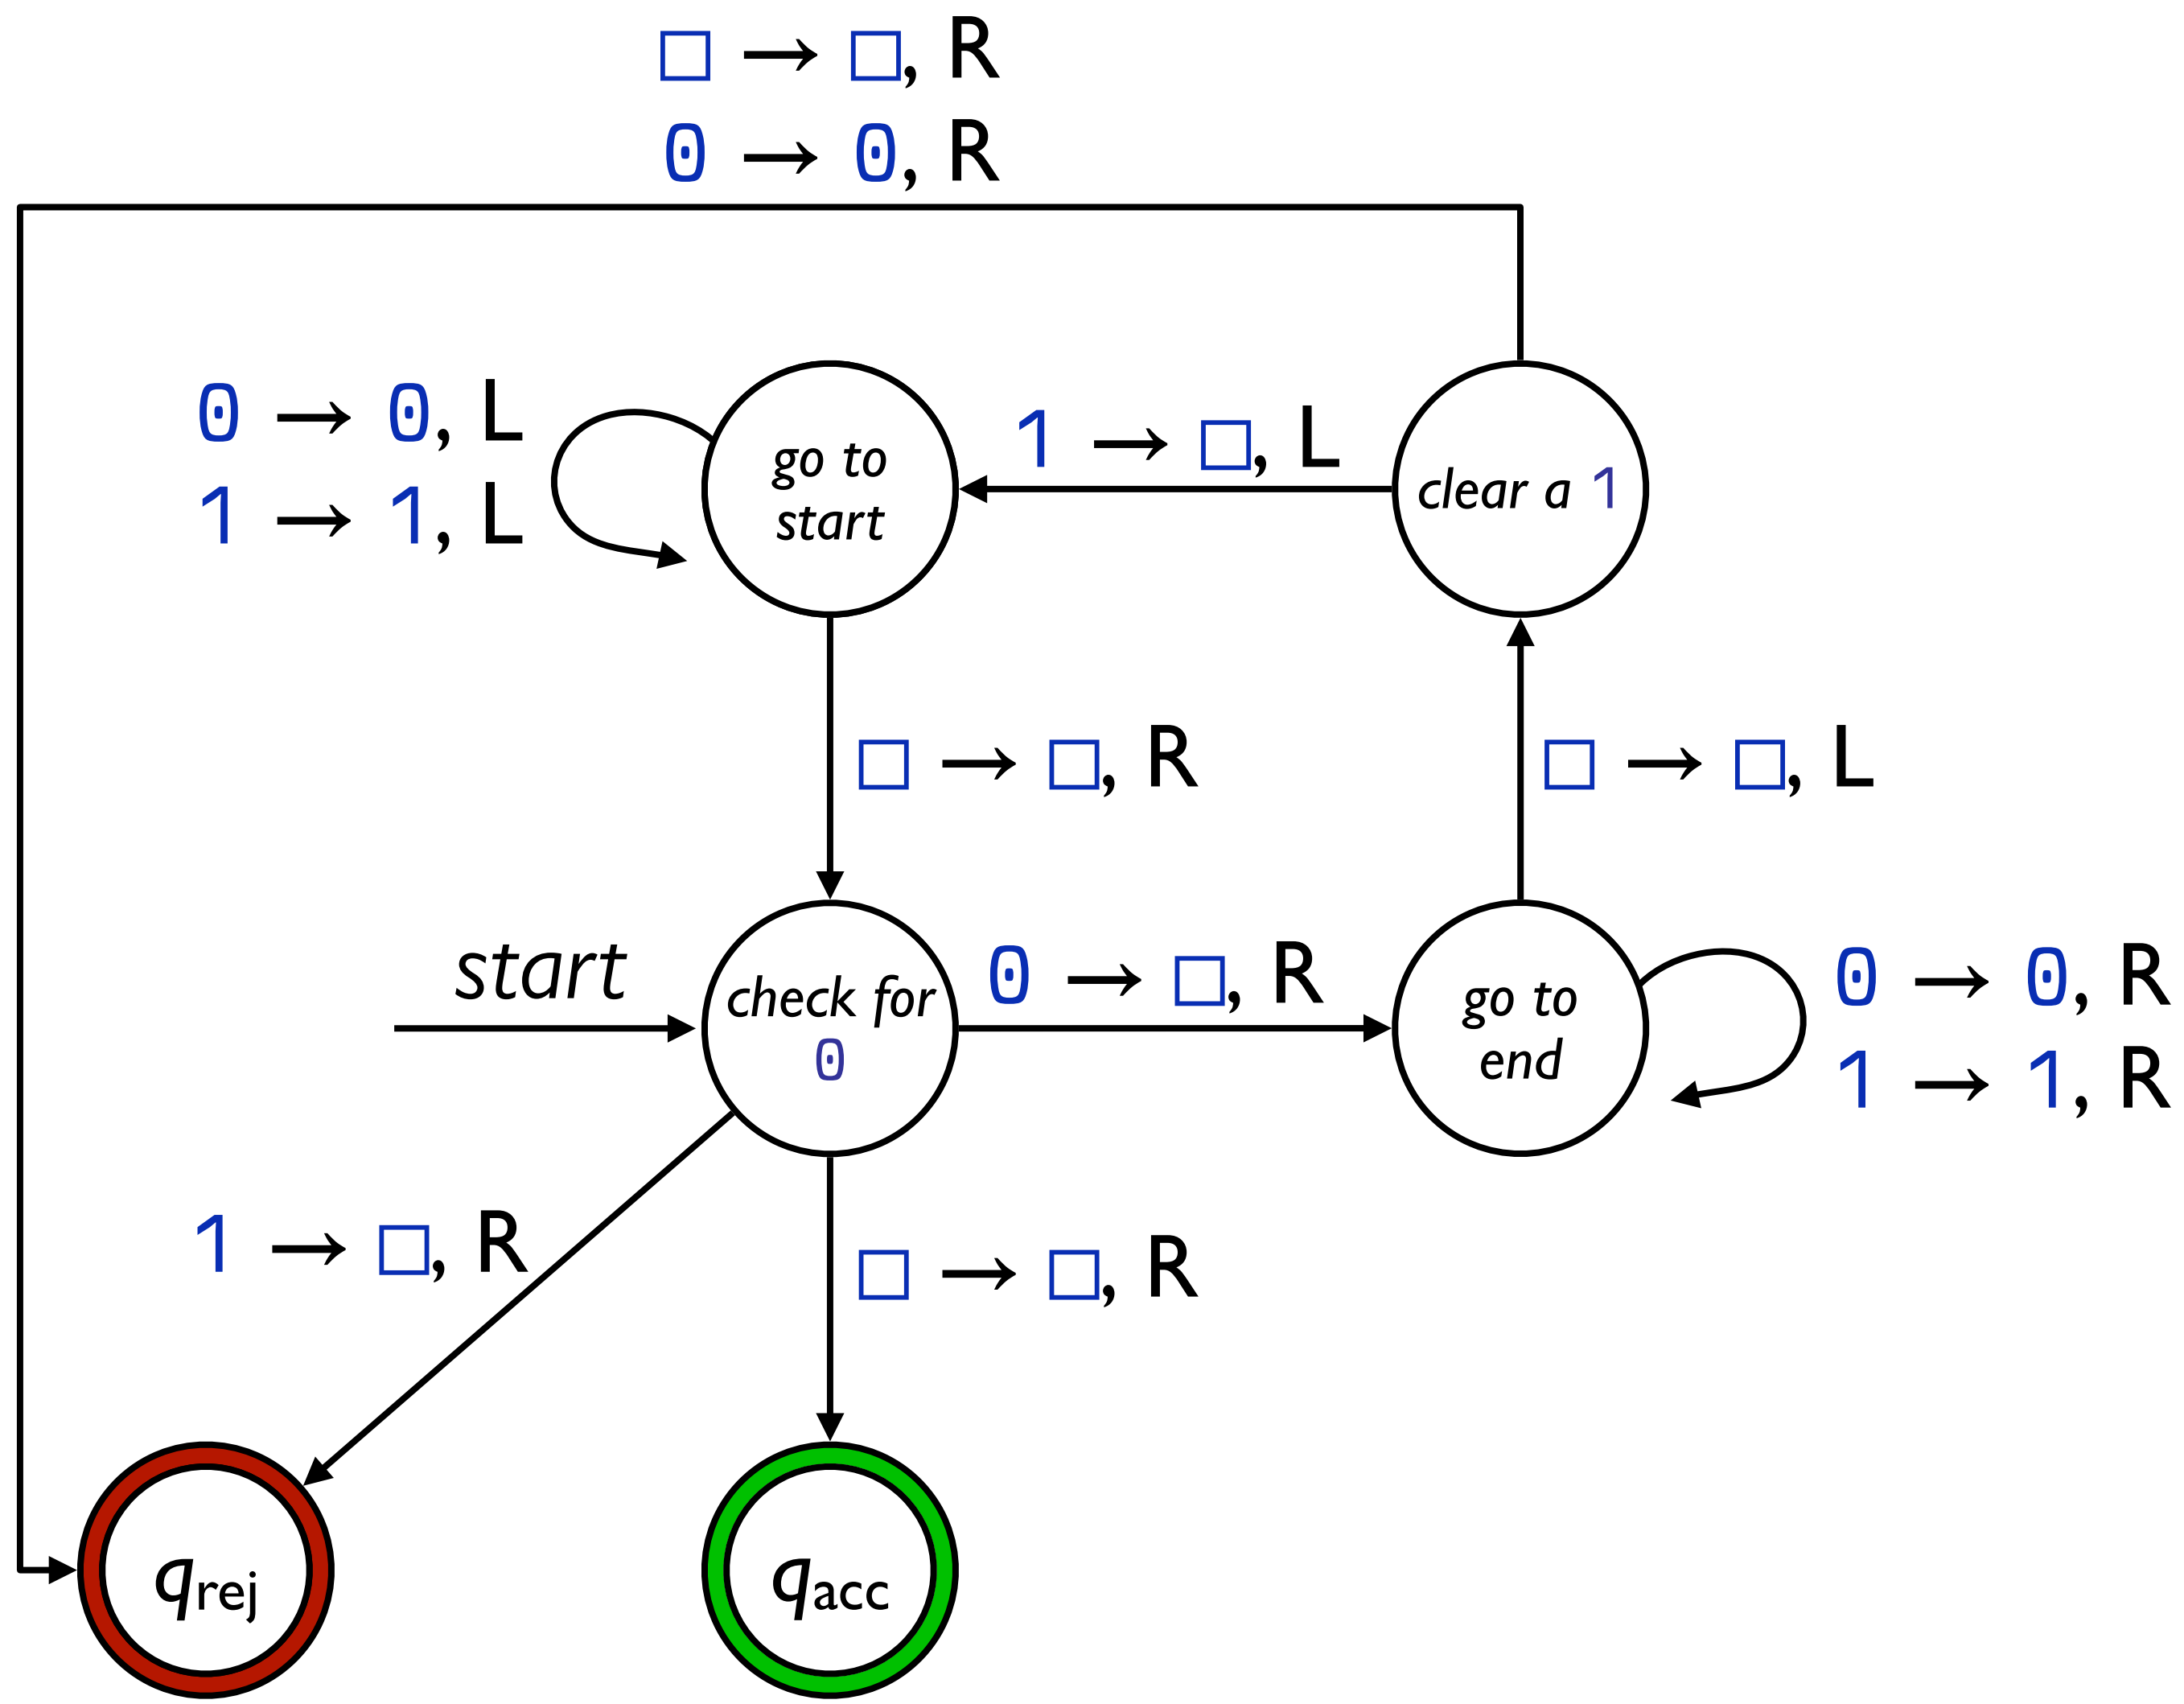 □ → □, R
0 → 0, R
0 → 0, L
1 → 1, L
go to
start
1 → □, L
clear a 1
□ → □, R
□ → □, L
start
check for
0
0 → □, R
go to
end
0 → 0, R
1 → 1, R
1 → □, R
□ → □, R
qrej
qacc